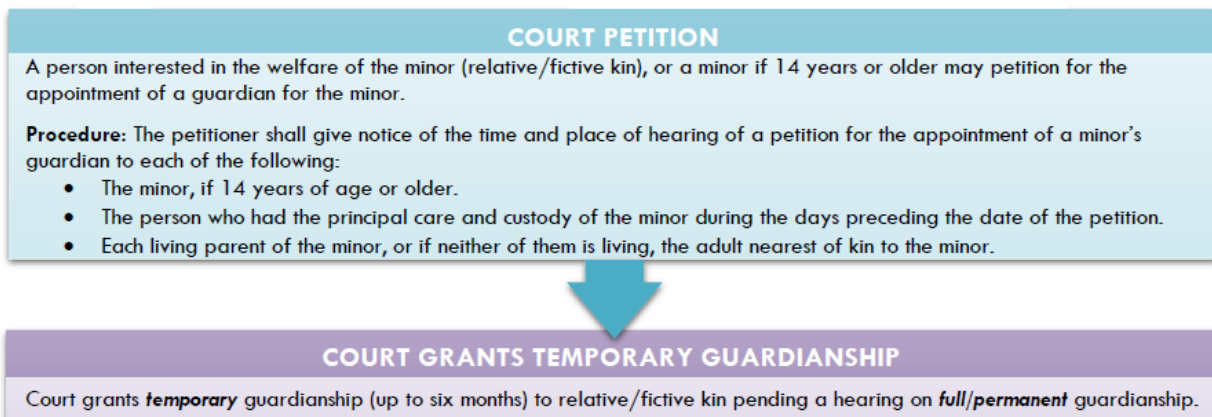 COURT PETITION
A person interested in the welfare of the minor (relative/fictive kin), or a minor if 14 years or older may petition for the
appointment of a guardian for the minor.
Procedure: The petitioner shall give notice of the time and place of hearing of a petition for the appointment of a minor's
guardian to each of the following:
• The minor, if 14 years of age or older.
• The person who had the principal care and custody of the minor during the days preceding the date of the petition.
• Each living parent of the minor, or if neither of them is living, the adult nearest of kin to the minor.
COURT GRANTS TEMPORARY GUARDIANSHIP
Court grants temporary guardianship (up to six months) to relative/fictive kin pending a hearing on full/permanent guardianship.